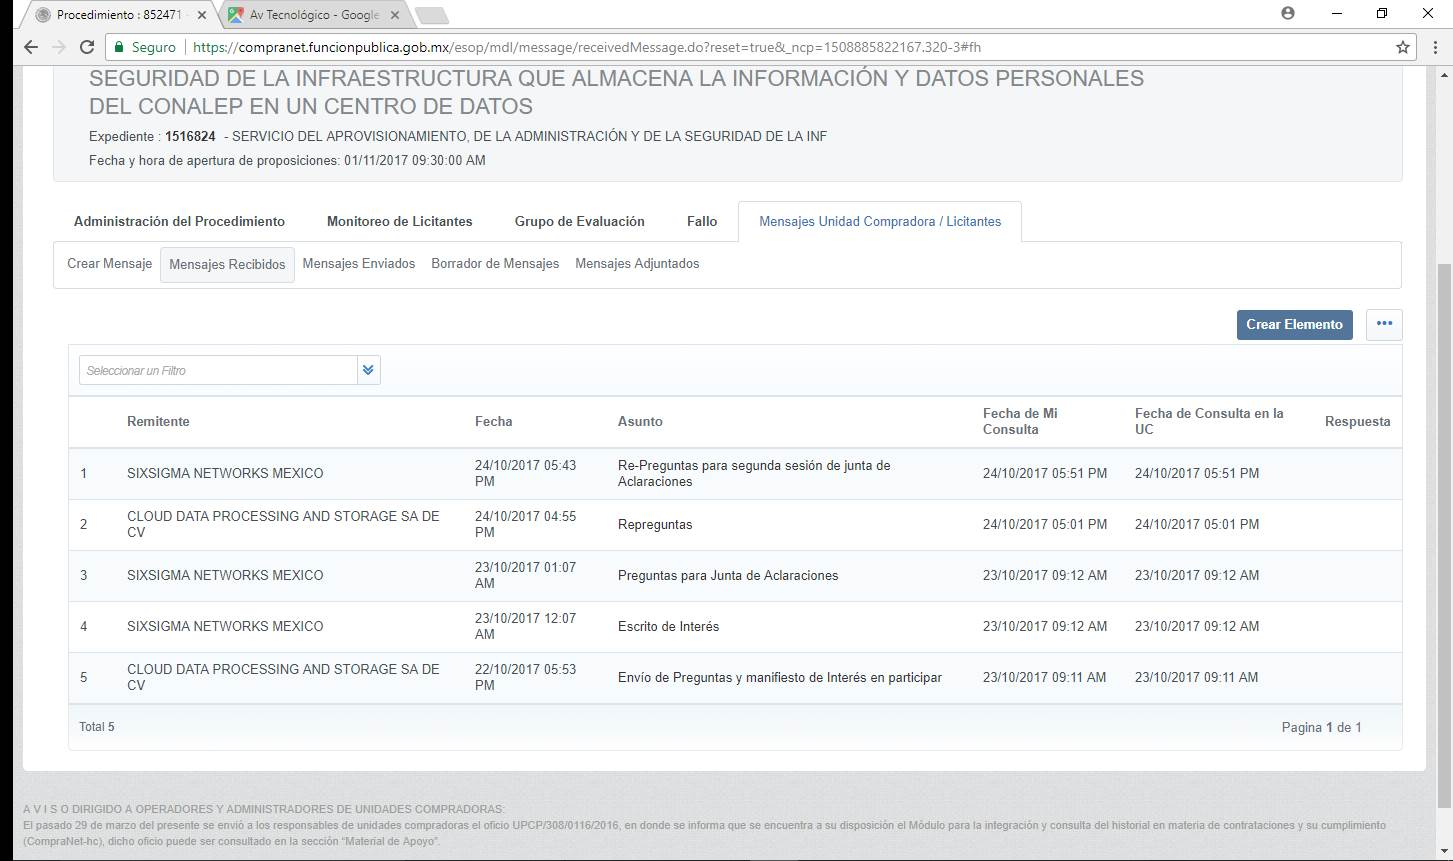 Procedimiento : 852471
Av Tecnológico - Google
Seguro
https://compranet.funcionpublica.gob.mx/esop/mdl/message/receivedMessage.do?reset=true&_ncp=1508885822167.320-3#fh
SEGURIDAD DE LA INFRAESTRUCTURA QUE ALMACENA LA INFORMACIÓN Y DATOS PERSONALES
DEL CONALEP EN UN CENTRO DE DATOS
Expediente : 1516824 - SERVICIO DEL APROVISIONAMIENTO, DE LA ADMINISTRACIÓN Y DE LA SEGURIDAD DE LA INF
Fecha y hora de apertura de proposiciones: 01/11/2017 09:30:00 AM
Administración del Procedimiento Monitoreo de Licitantes Grupo de Evaluación Fallo Mensajes Unidad Compradora / Licitantes
Crear Mensaje Mensajes Recibidos Mensajes Enviados Borrador de Mensajes Mensajes Adjuntados
Crear Elemento
Seleccionar un Filtro
Remitente Fecha Asunto Fecha de Mi Consulta Fecha de Consulta en la UC Respuesta
1 SIXSIGMA NETWORKS MEXICO 24/10/2017 05:43 PM Re-Preguntas para segunda sesión de junta de Aclaraciones 24/10/2017 05:51 PM 24/10/2017 05:51 PM
2 CLOUD DATA PROCESSING AND STORAGE SA DE CV 24/10/2017 04:55 PM Repreguntas 24/10/2017 05:01 PM 24/10/2017 05:01 PM
3 SIXSIGMA NETWORKS MEXICO 23/10/2017 01:07 AM Preguntas para Junta de Aclaraciones 23/10/2017 09:12 AM 23/10/2017 09:12 AM
4 SIXSIGMA NETWORKS MEXICO 23/10/2017 12:07 AM Escrito de Interés 23/10/2017 09:12 AM 23/10/2017 09:12 AM
5 CLOUD DATA PROCESSING AND STORAGE SA DE CV 22/10/2017 05:53 PM Envío de Preguntas y manifiesto de Interés en participar 23/10/2017 09:11 AM 23/10/2017 09:11 AM
Total 5
Pagina 1 de 1
A V I S O DIRIGIDO A OPERADORES Y ADMINISTRADORES DE UNIDADES COMPRADORAS:
El pasado 29 de marzo del presente se envió a los responsables de unidades compradoras el oficio UPCP/308/0116/2016, en donde se informa que se encuentra a su disposición el Módulo para la integración y consulta del historial en materia de contrataciones y su cumplimiento
(CompraNet-hc), dicho oficio puede ser consultado en la sección “Material de Apoyo”.